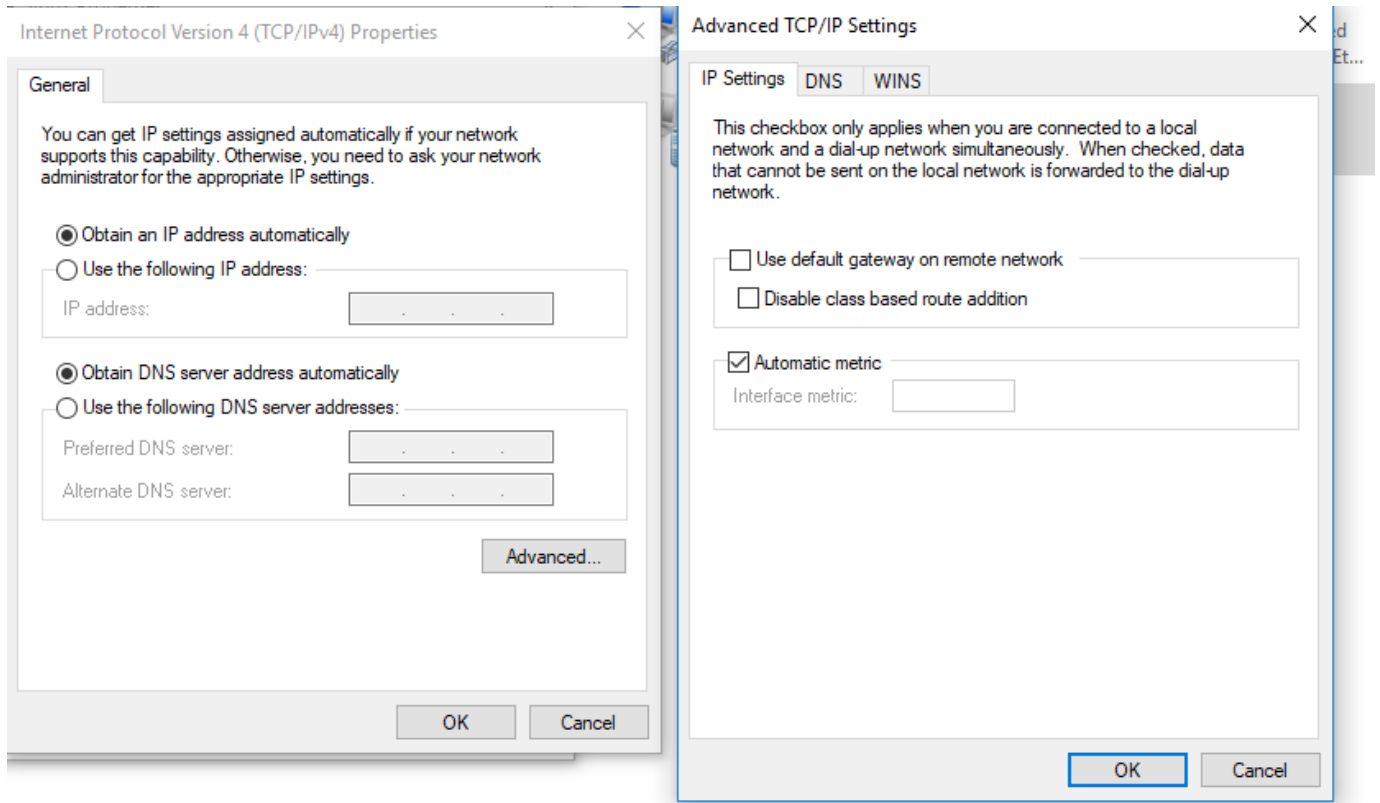 Internet Protocol Version 4 (TCP/IPv4) Properties
General
You can get IP settings assigned automatically if your network
supports this capability. Otherwise, you need to ask your network
administrator for the appropriate IP settings.
Obtain an IP address automatically
Use the following IP address:
IP address:
Obtain DNS server address automatically
Use the following DNS server addresses:
Preferred DNS server:
Alternate DNS server:
Advanced...
OK
Cancel
Advanced TCP/IP Settings
IP Settings
DNS
WINS
This checkbox only applies when you are connected to a local
network and a dial-up network simultaneously. When checked, data
that cannot be sent on the local network is forwarded to the dial-up
network.
Use default gateway on remote network
Disable class based route addition
Automatic metric
Interface metric:
OK
Cancel
Et...